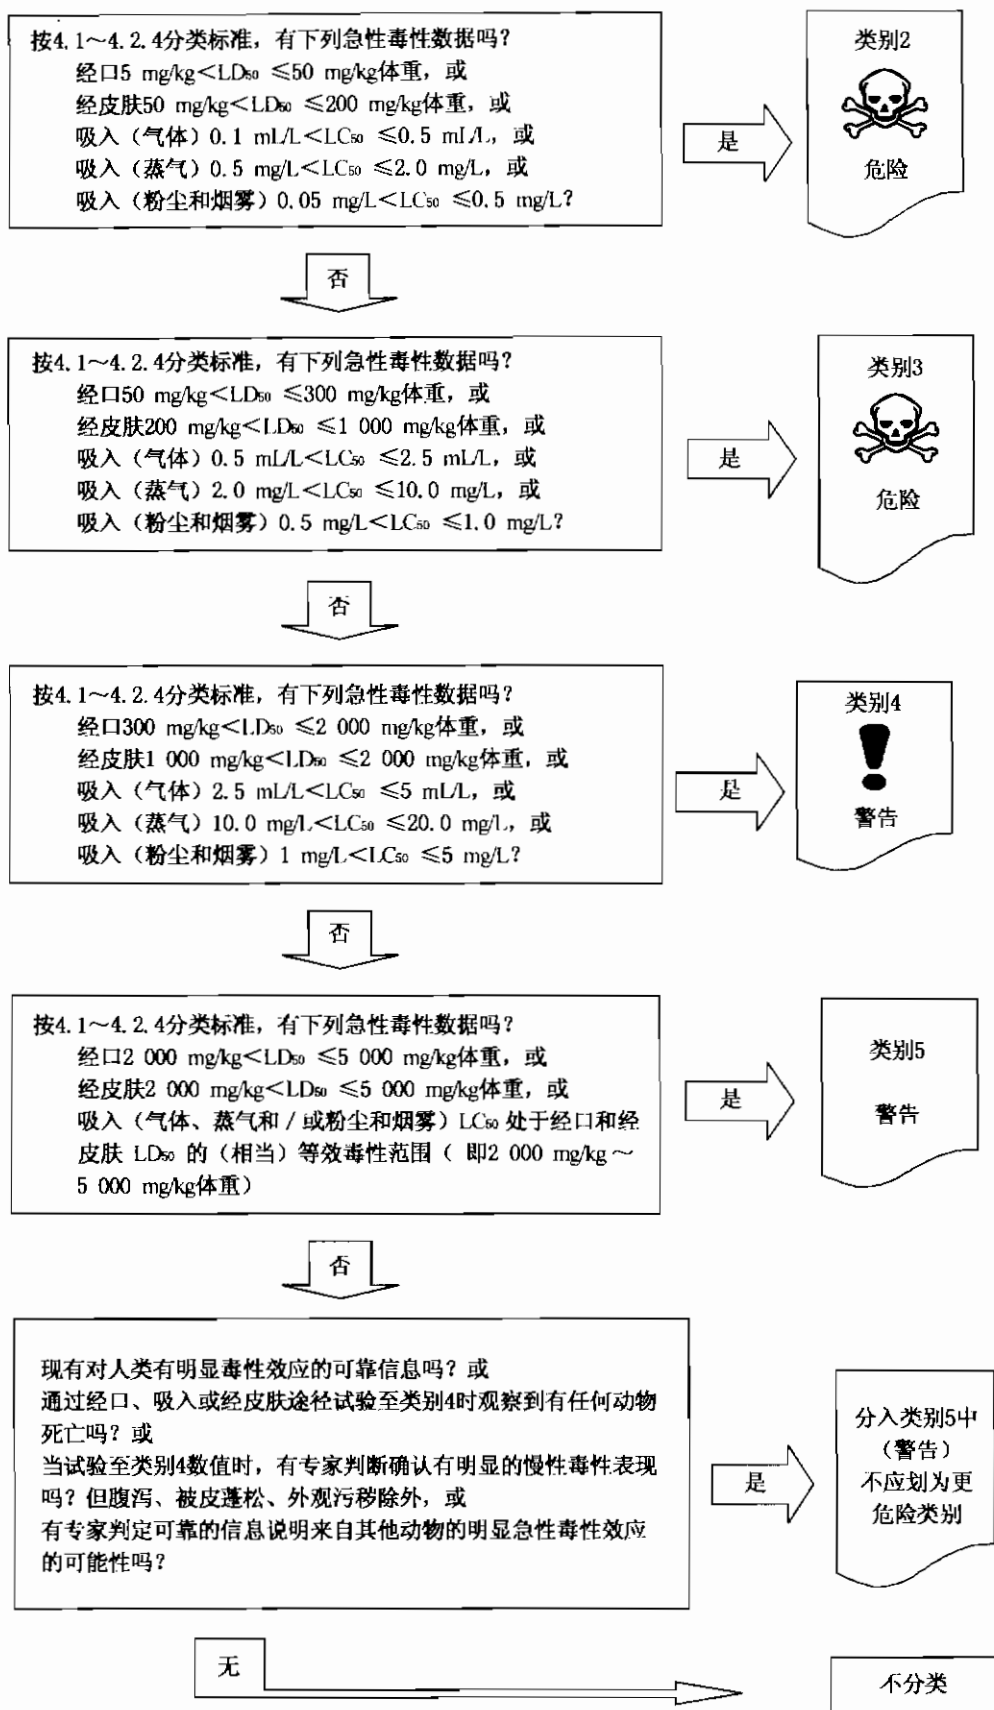 按4.1～4.2.4分类标准，有下列急性毒性数据吗？
经口5 mg/kg＜LD₅₀ ≤50 mg/kg体重，或
经皮肤50 mg/kg＜LD₅₀ ≤200 mg/kg体重，或
吸入（气体）0.1 mL/L＜LC₅₀ ≤0.5 mL/L，或
吸入（蒸气）0.5 mg/L＜LC₅₀ ≤2.0 mg/L，或
吸入（粉尘和烟雾）0.05 mg/L＜LC₅₀ ≤0.5 mg/L？
是
类别2
危险
否
按4.1～4.2.4分类标准，有下列急性毒性数据吗？
经口50 mg/kg＜LD₅₀ ≤300 mg/kg体重，或
经皮肤200 mg/kg＜LD₅₀ ≤1 000 mg/kg体重，或
吸入（气体）0.5 mL/L＜LC₅₀ ≤2.5 mL/L，或
吸入（蒸气）2.0 mg/L＜LC₅₀ ≤10.0 mg/L，或
吸入（粉尘和烟雾）0.5 mg/L＜LC₅₀ ≤1.0 mg/L？
是
类别3
危险
否
按4.1～4.2.4分类标准，有下列急性毒性数据吗？
经口300 mg/kg＜LD₅₀ ≤2 000 mg/kg体重，或
经皮肤1 000 mg/kg＜LD₅₀ ≤2 000 mg/kg体重，或
吸入（气体）2.5 mL/L＜LC₅₀ ≤5 mL/L，或
吸入（蒸气）10.0 mg/L＜LC₅₀ ≤20.0 mg/L，或
吸入（粉尘和烟雾）1 mg/L＜LC₅₀ ≤5 mg/L？
是
类别4
警告
否
按4.1～4.2.4分类标准，有下列急性毒性数据吗？
经口2 000 mg/kg＜LD₅₀ ≤5 000 mg/kg体重，或
经皮肤2 000 mg/kg＜LD₅₀ ≤5 000 mg/kg体重，或
吸入（气体、蒸气和／或粉尘和烟雾）LC₅₀ 处于经口和经
皮肤 LD₅₀ 的（相当）等效毒性范围（ 即2 000 mg/kg～
5 000 mg/kg体重）
是
类别5
警告
否
现有对人类有明显毒性效应的可靠信息吗？或
通过经口、吸入或经皮肤途径试验至类别4时观察到有任何动物
死亡吗？或
当试验至类别4数值时，有专家判断确认有明显的慢性毒性表现
吗？但腹泻、被皮蓬松、外观污秽除外，或
有专家判定可靠的信息说明来自其他动物的明显急性毒性效应
的可能性吗？
是
分入类别5中
（警告）
不应划为更
危险类别
无
不分类